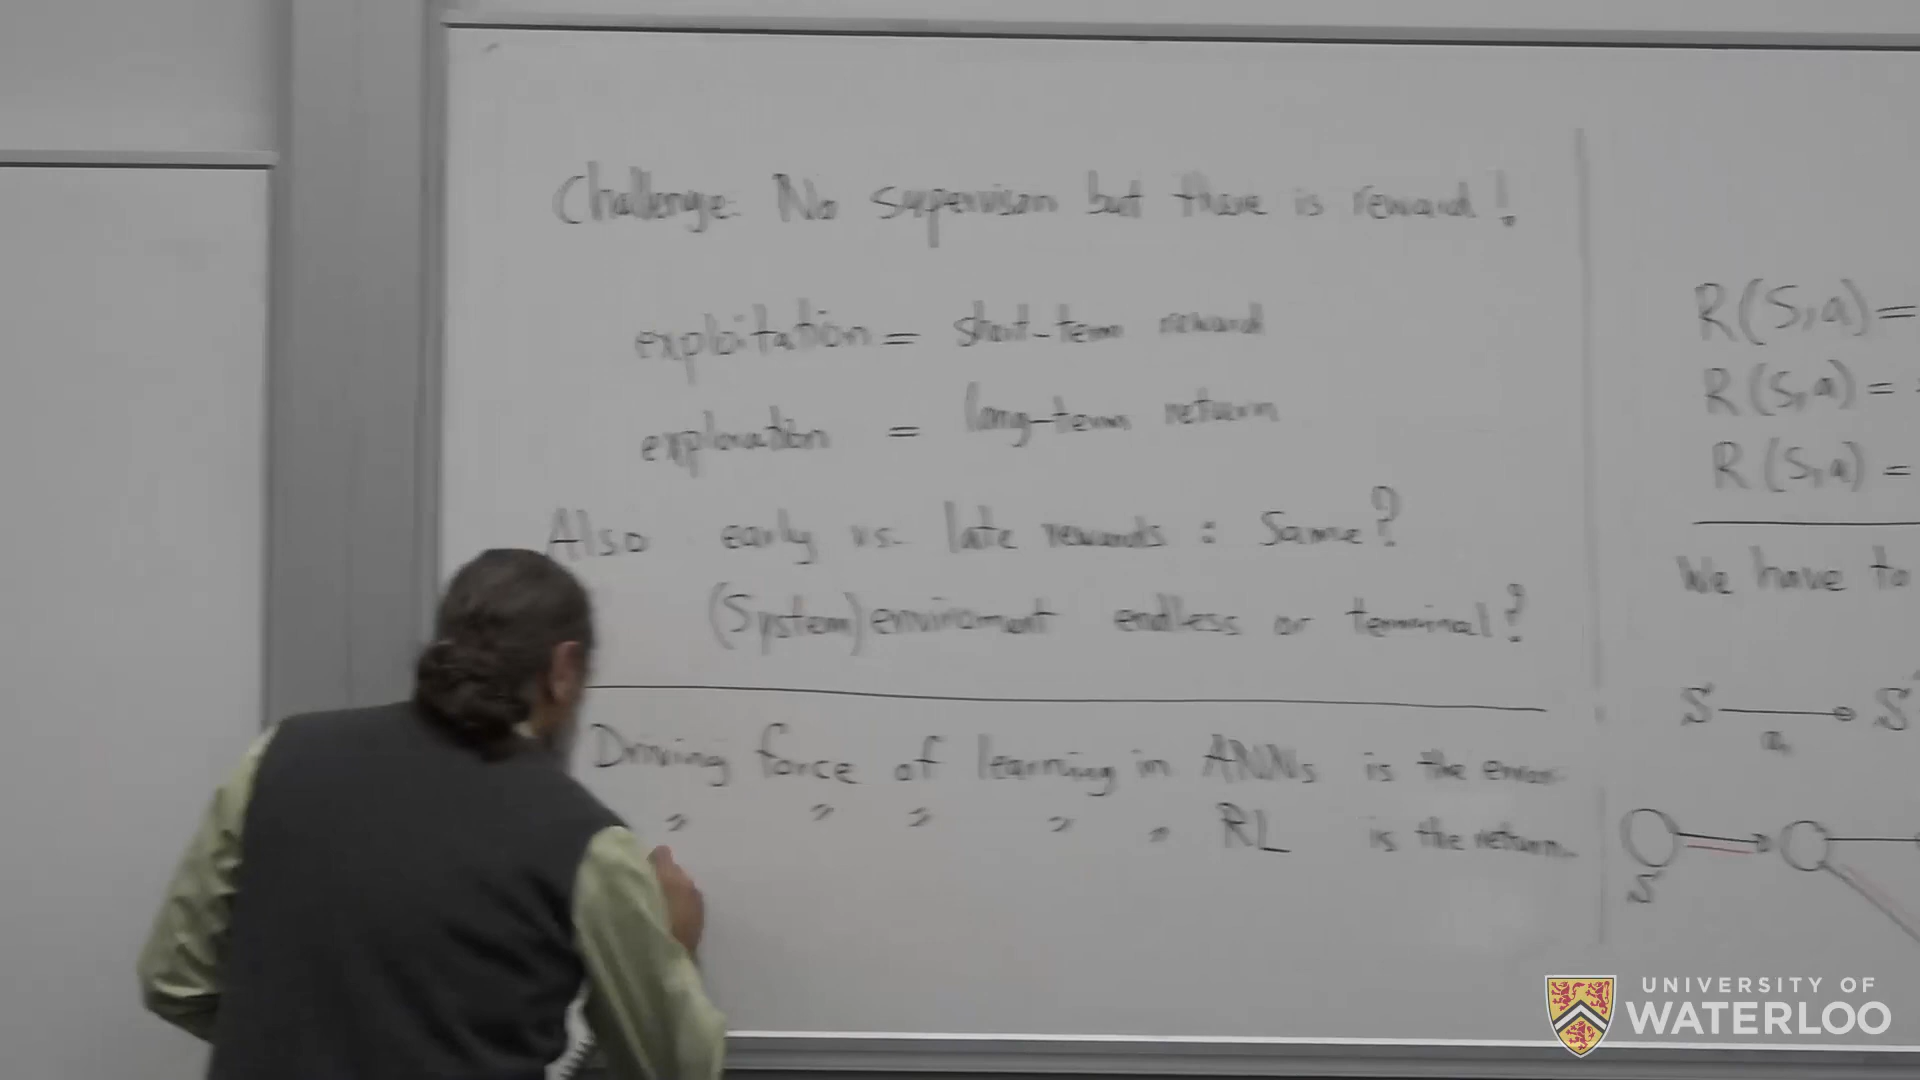 Challenge: No supervison but there is reward!
exploitation = short-term reward
exploration = long-term return
Also early vs. late rewards : Same?
(System) enviroment endless or terminal?
Driving force of learning in ANNs is the error.
" " " " " RL is the return.
R(S,a) =
R(S,a) =
R(S,a) =
We have to
S → S'
a
S
UNIVERSITY OF
WATERLOO